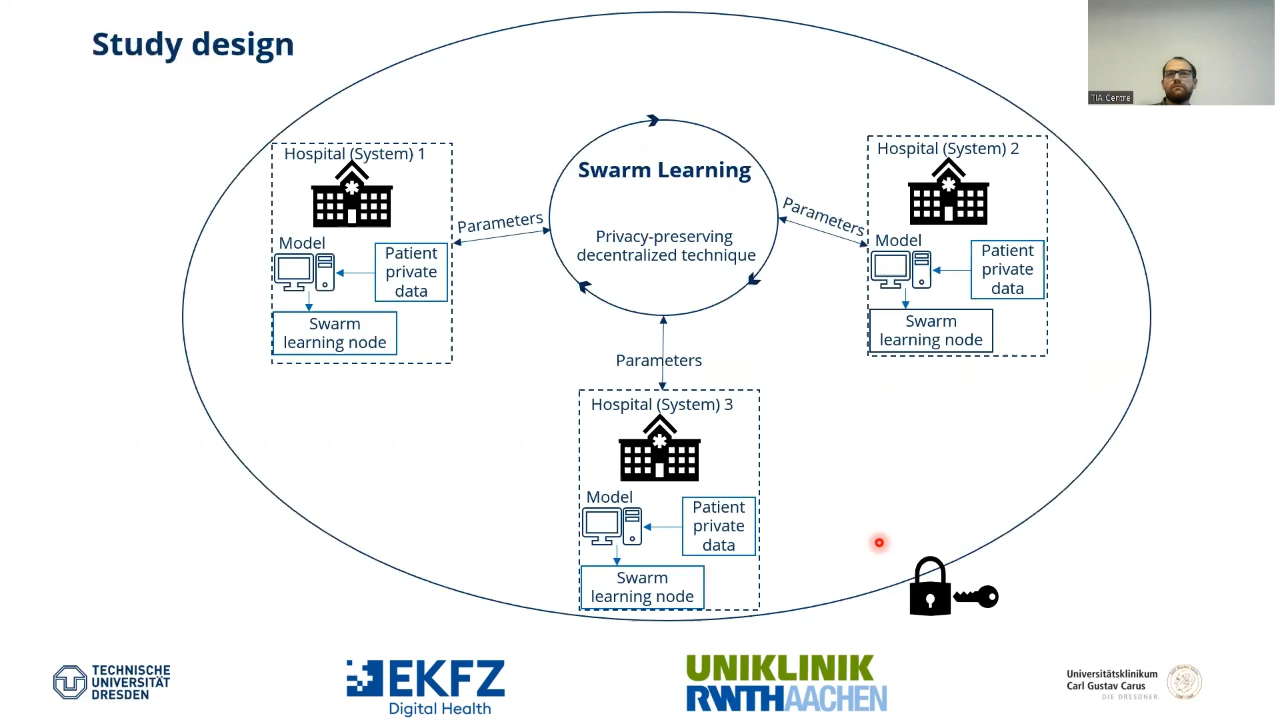 Study design
TIA Centre
Hospital (System) 1
Model
Patient
private
data
Swarm
learning node
Parameters
Swarm Learning
Privacy-preserving
decentralized technique
Parameters
Hospital (System) 2
Model
Patient
private
data
Swarm
learning node
Parameters
Hospital (System) 3
Model
Patient
private
data
Swarm
learning node
TECHNISCHE
UNIVERSITÄT
DRESDEN
EKFZ
Digital Health
UNIKLINIK
RWTHAACHEN
Universitätsklinikum
Carl Gustav Carus
DIE DRESDNER.